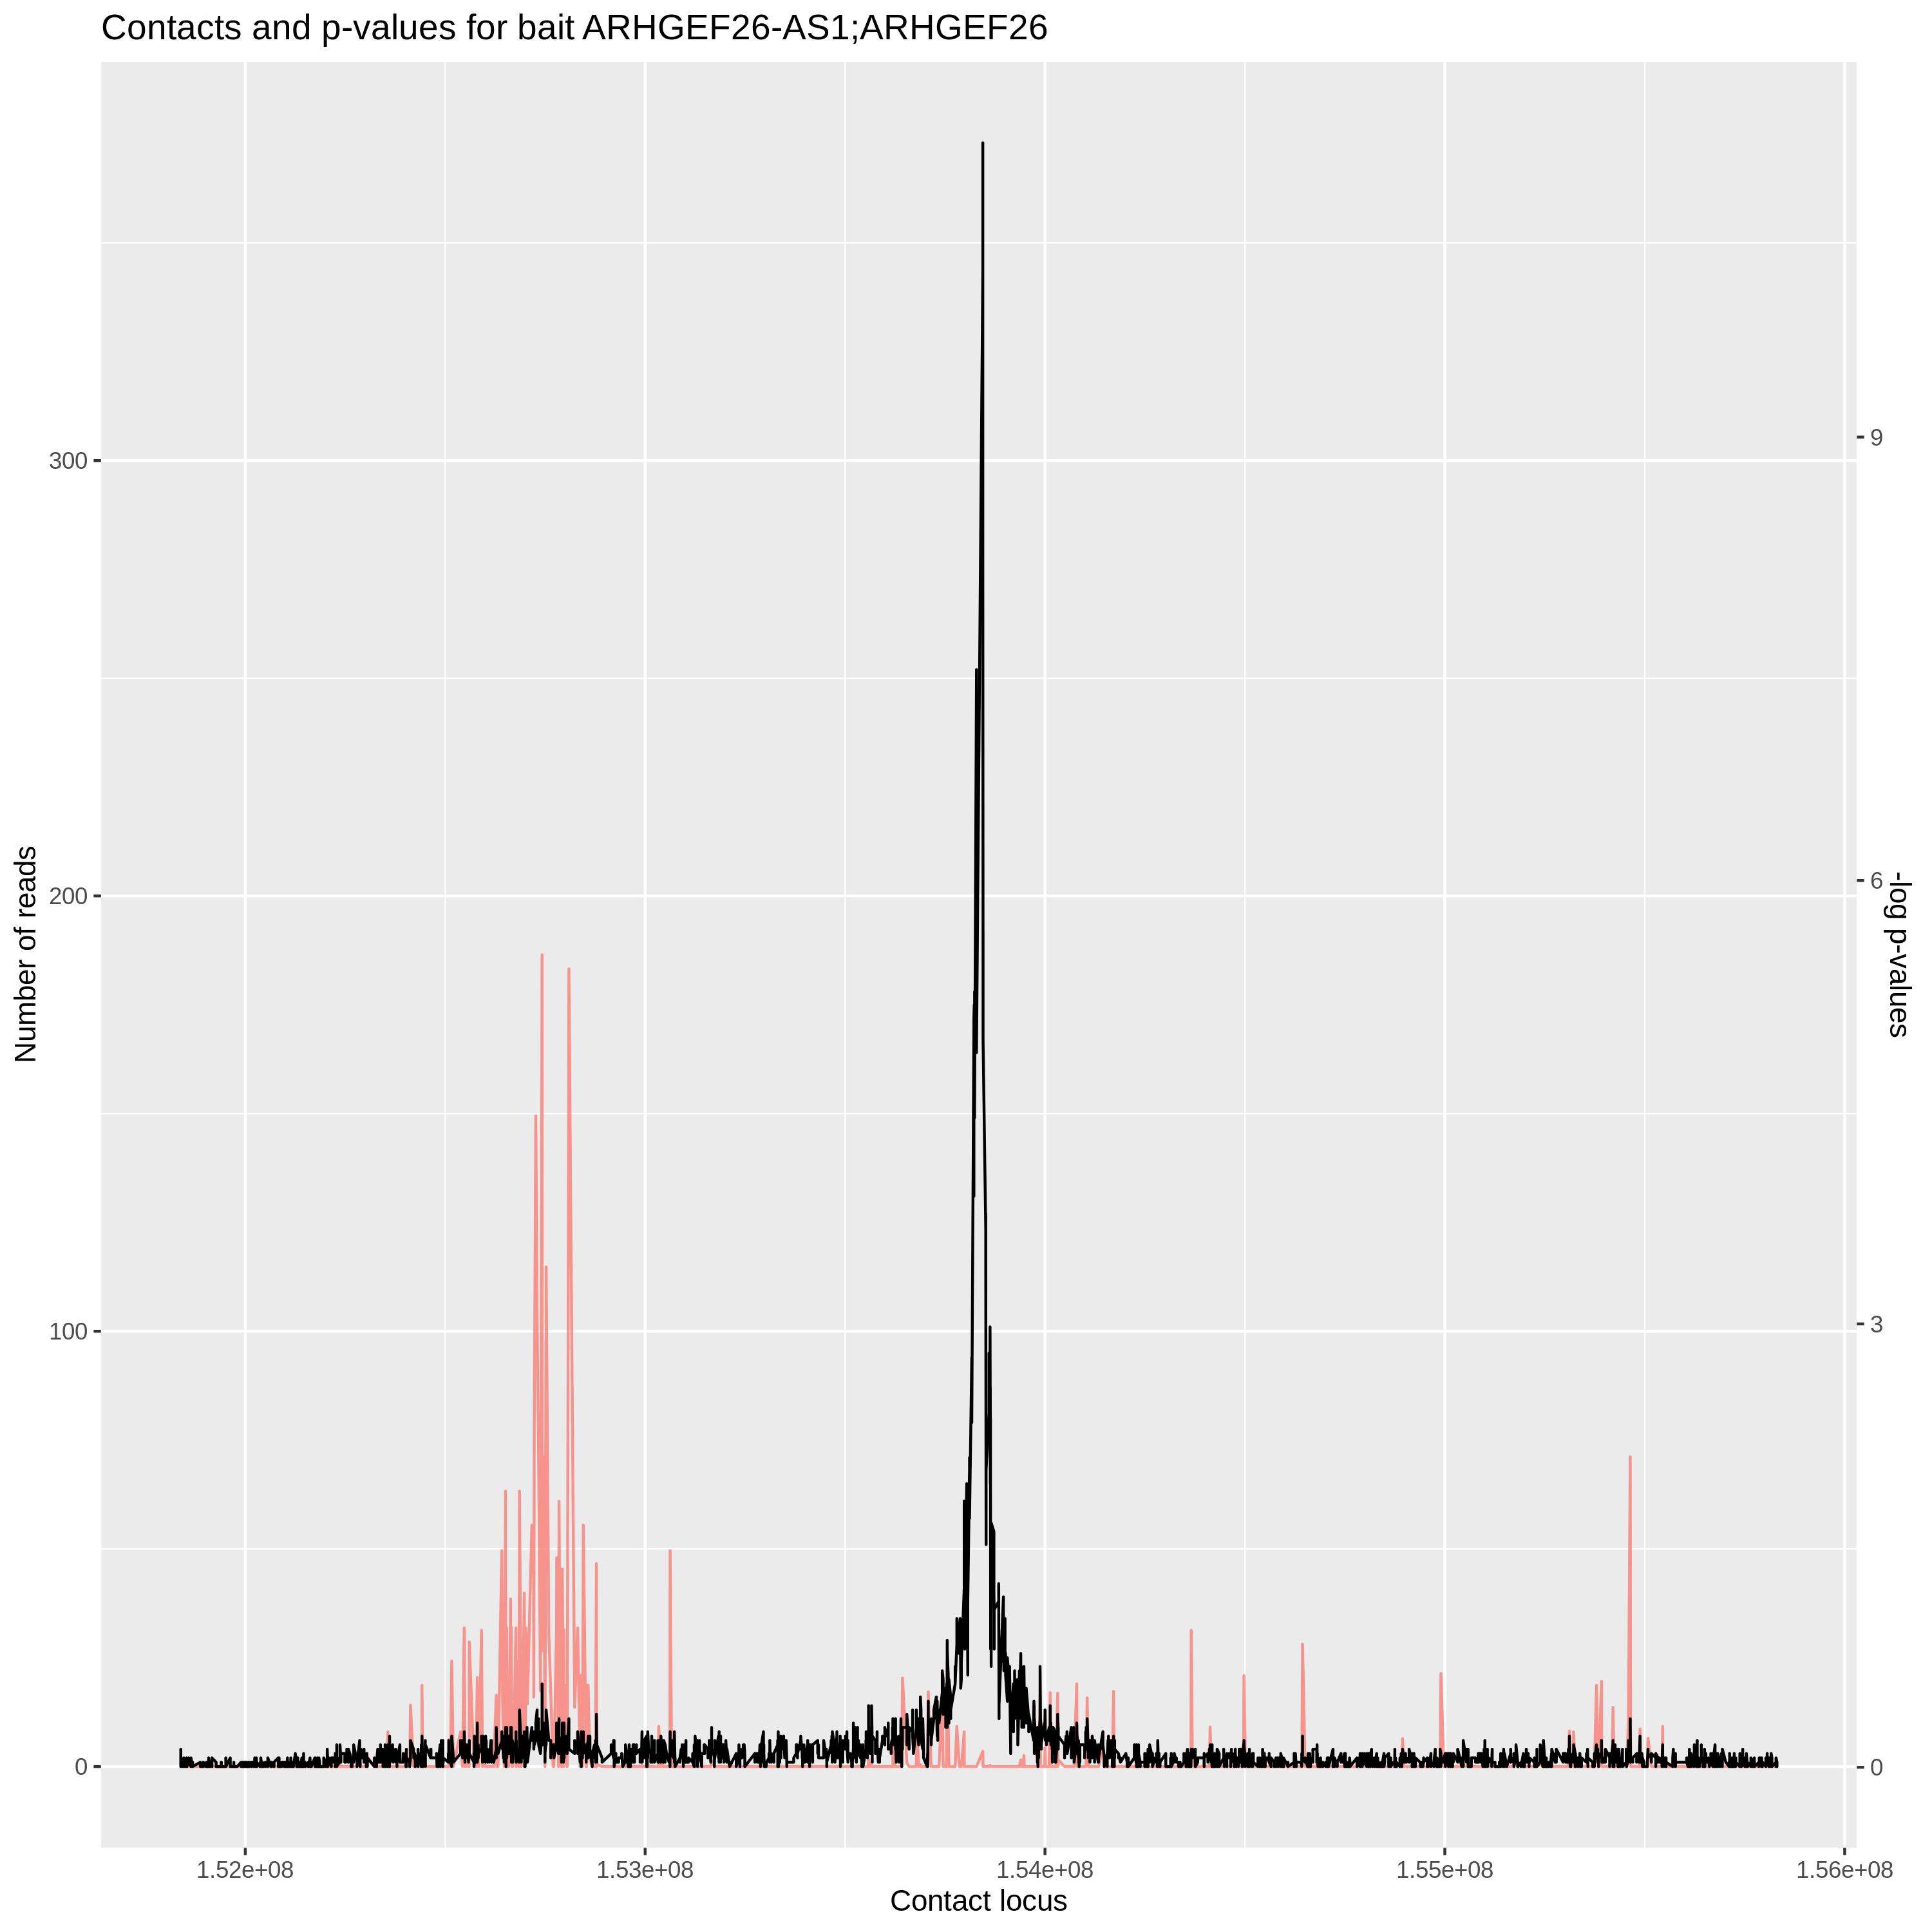 Contacts and p-values for bait ARHGEF26-AS1;ARHGEF26
300
200
100
0
Number of reads
9
6
3
0
-log p-values
1.52e+08 1.53e+08 1.54e+08 1.55e+08 1.56e+08
Contact locus